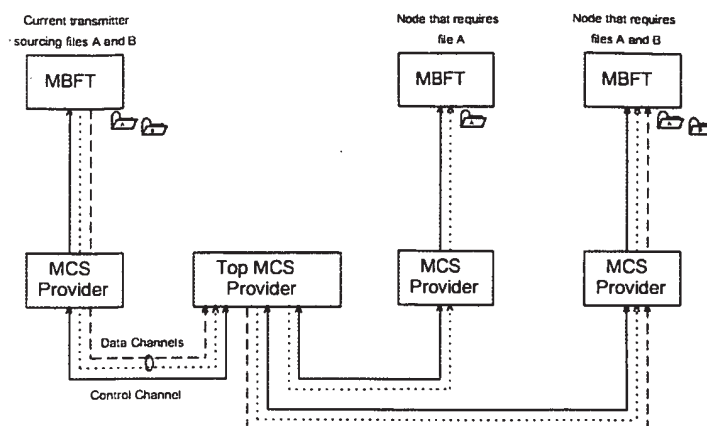 Current transmitter
sourcing files A and B
Node that requires
file A
Node that requires
files A and B
MBFT
MBFT
MBFT
MCS
Provider
Top MCS
Provider
MCS
Provider
MCS
Provider
Data Channels
Control Channel